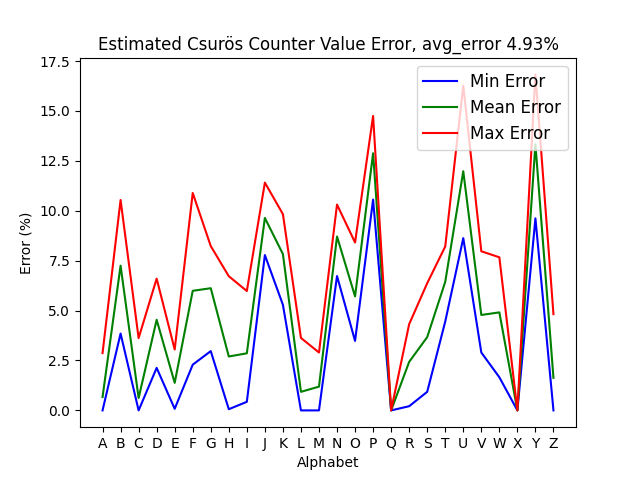 Estimated Csurös Counter Value Error, avg_error 4.93%
Min Error
Mean Error
Max Error
17.5
15.0
12.5
10.0
7.5
5.0
2.5
0.0
Error (%)
A B C D E F G H I J K L M N O P Q R S T U V W X Y Z
Alphabet